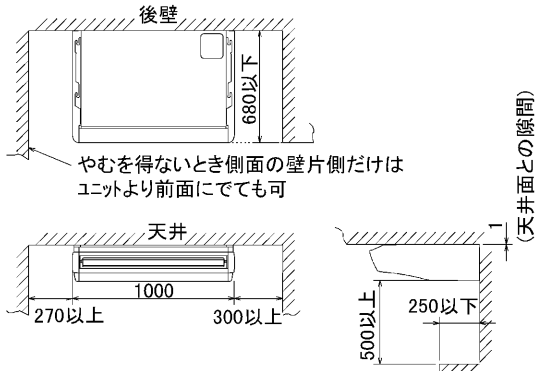 後壁
680以下
やむを得ないとき側面の壁片側だけは
ユニットより前面にでても可
天井
1000
270以上
300以上
1
(天井面との隙間)
500以上
250以下